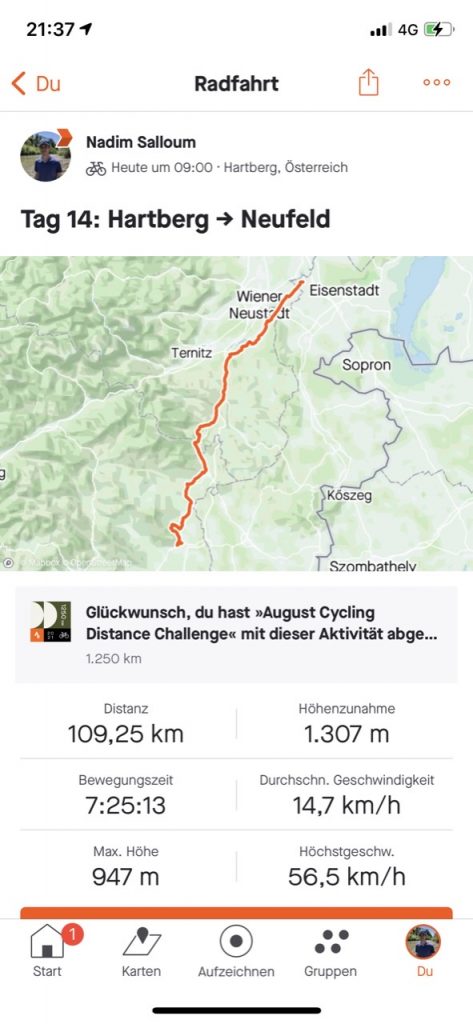 21:37
4G
Du
Radfahrt
Nadim Salloum
Heute um 09:00 · Hartberg, Österreich
Tag 14: Hartberg → Neufeld
Wiener
Neustadt
Eisenstadt
Ternitz
Sopron
g
Kőszeg
© Mapbox © OpenStreetMap
Szombathely
1250
20
21
Glückwunsch, du hast »August Cycling
Distance Challenge« mit dieser Aktivität abge...
1.250 km
Distanz
109,25 km
Höhenzunahme
1.307 m
Bewegungszeit
7:25:13
Durchschn. Geschwindigkeit
14,7 km/h
Max. Höhe
947 m
Höchstgeschw.
56,5 km/h
1
Start
Karten
Aufzeichnen
Gruppen
Du